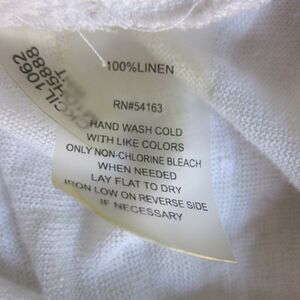 100%LINEN
RN#54163
HAND WASH COLD
WITH LIKE COLORS
ONLY NON-CHLORINE BLEACH
WHEN NEEDED
LAY FLAT TO DRY
IRON LOW ON REVERSE SIDE
IF NECESSARY
CKCIL1062